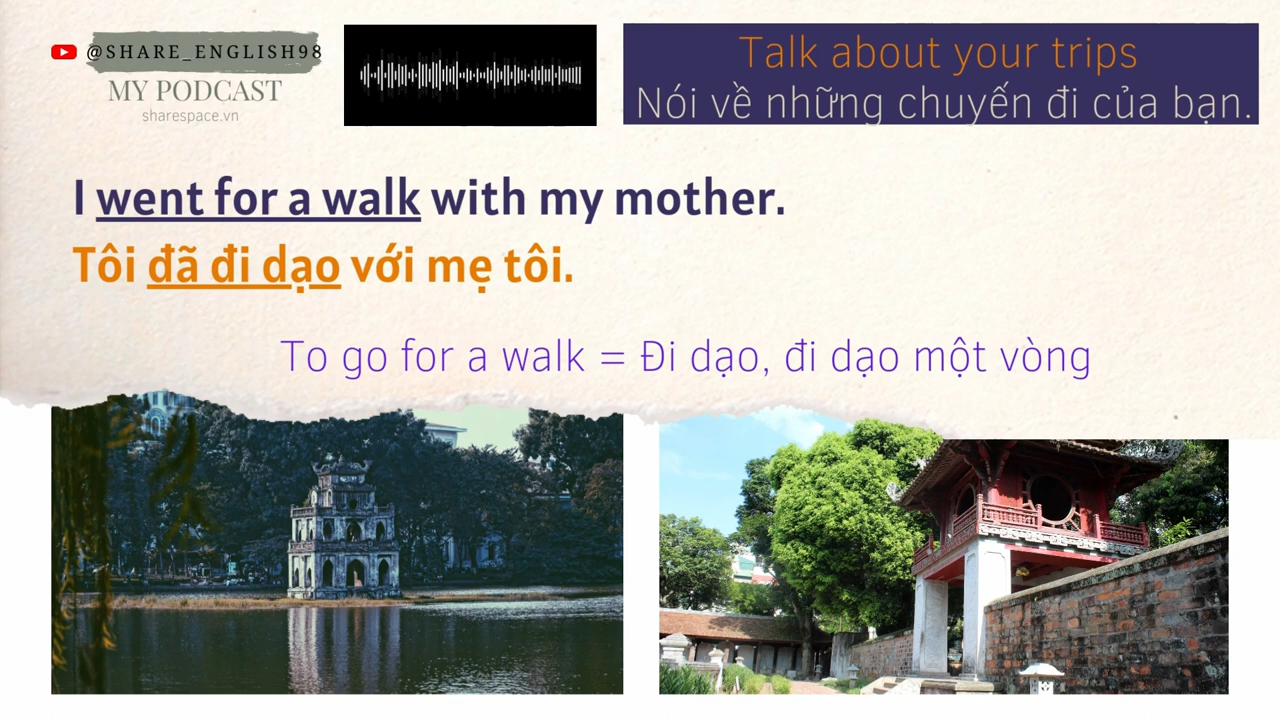 @SHARE_ENGLISH98
MY PODCAST
sharespace.vn
Talk about your trips
Nói về những chuyến đi của bạn.
I went for a walk with my mother.
Tôi đã đi dạo với mẹ tôi.
To go for a walk = Đi dạo, đi dạo một vòng